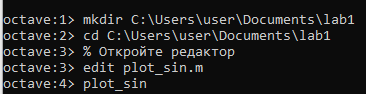 octave:1> mkdir C:\Users\user\Documents\lab1
octave:2> cd C:\Users\user\Documents\lab1
octave:3> % Откройте редактор
octave:3> edit plot_sin.m
octave:4> plot_sin